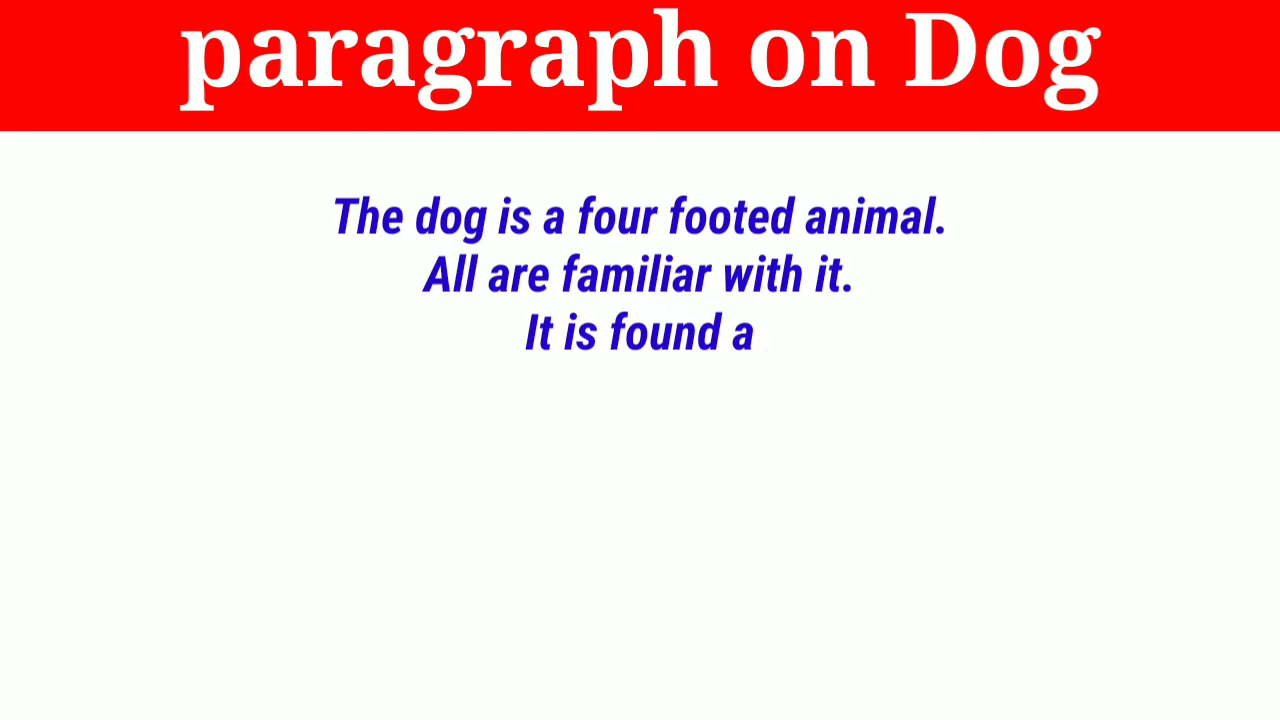 paragraph on Dog
The dog is a four footed animal.
All are familiar with it.
It is found a